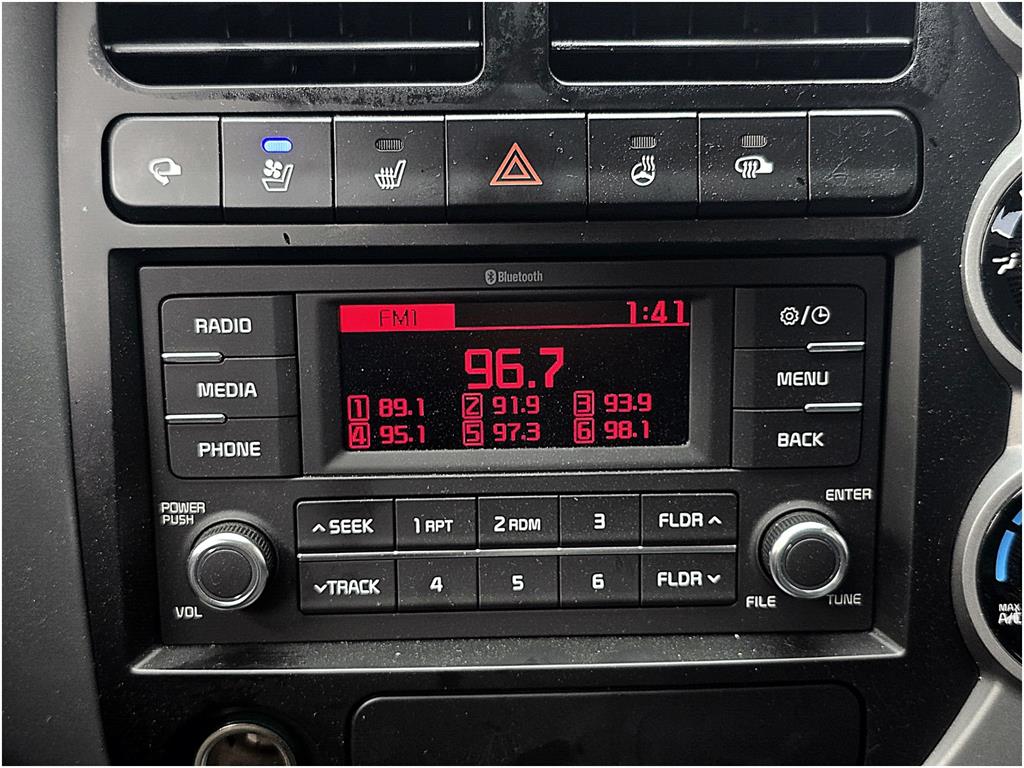 Bluetooth
RADIO
FM1 1:41
MEDIA
96.7
1 89.1 2 91.9 3 93.9
4 95.1 5 97.3 6 98.1
PHONE
MENU
BACK
POWER
PUSH
VOL
SEEK 1 RPT 2 RDM 3 FLDR
TRACK 4 5 6 FLDR
ENTER
FILE TUNE
MAX
A/C